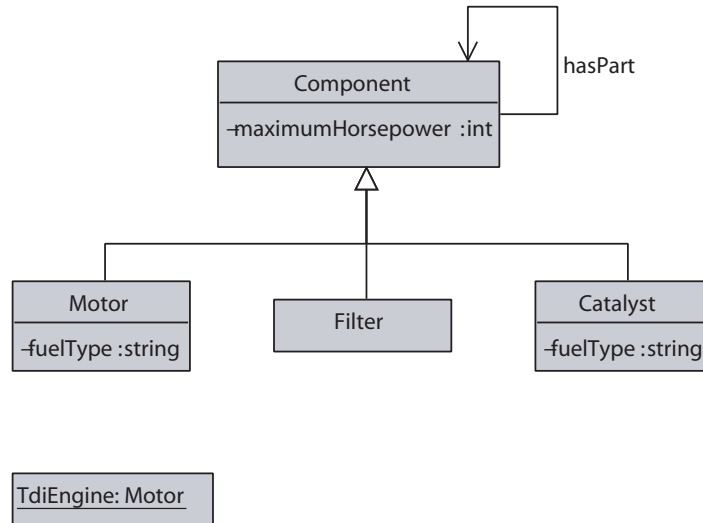 Component
hasPart
-maximumHorsepower :int
Motor
-fuelType :string
Filter
Catalyst
-fuelType :string
TdiEngine: Motor